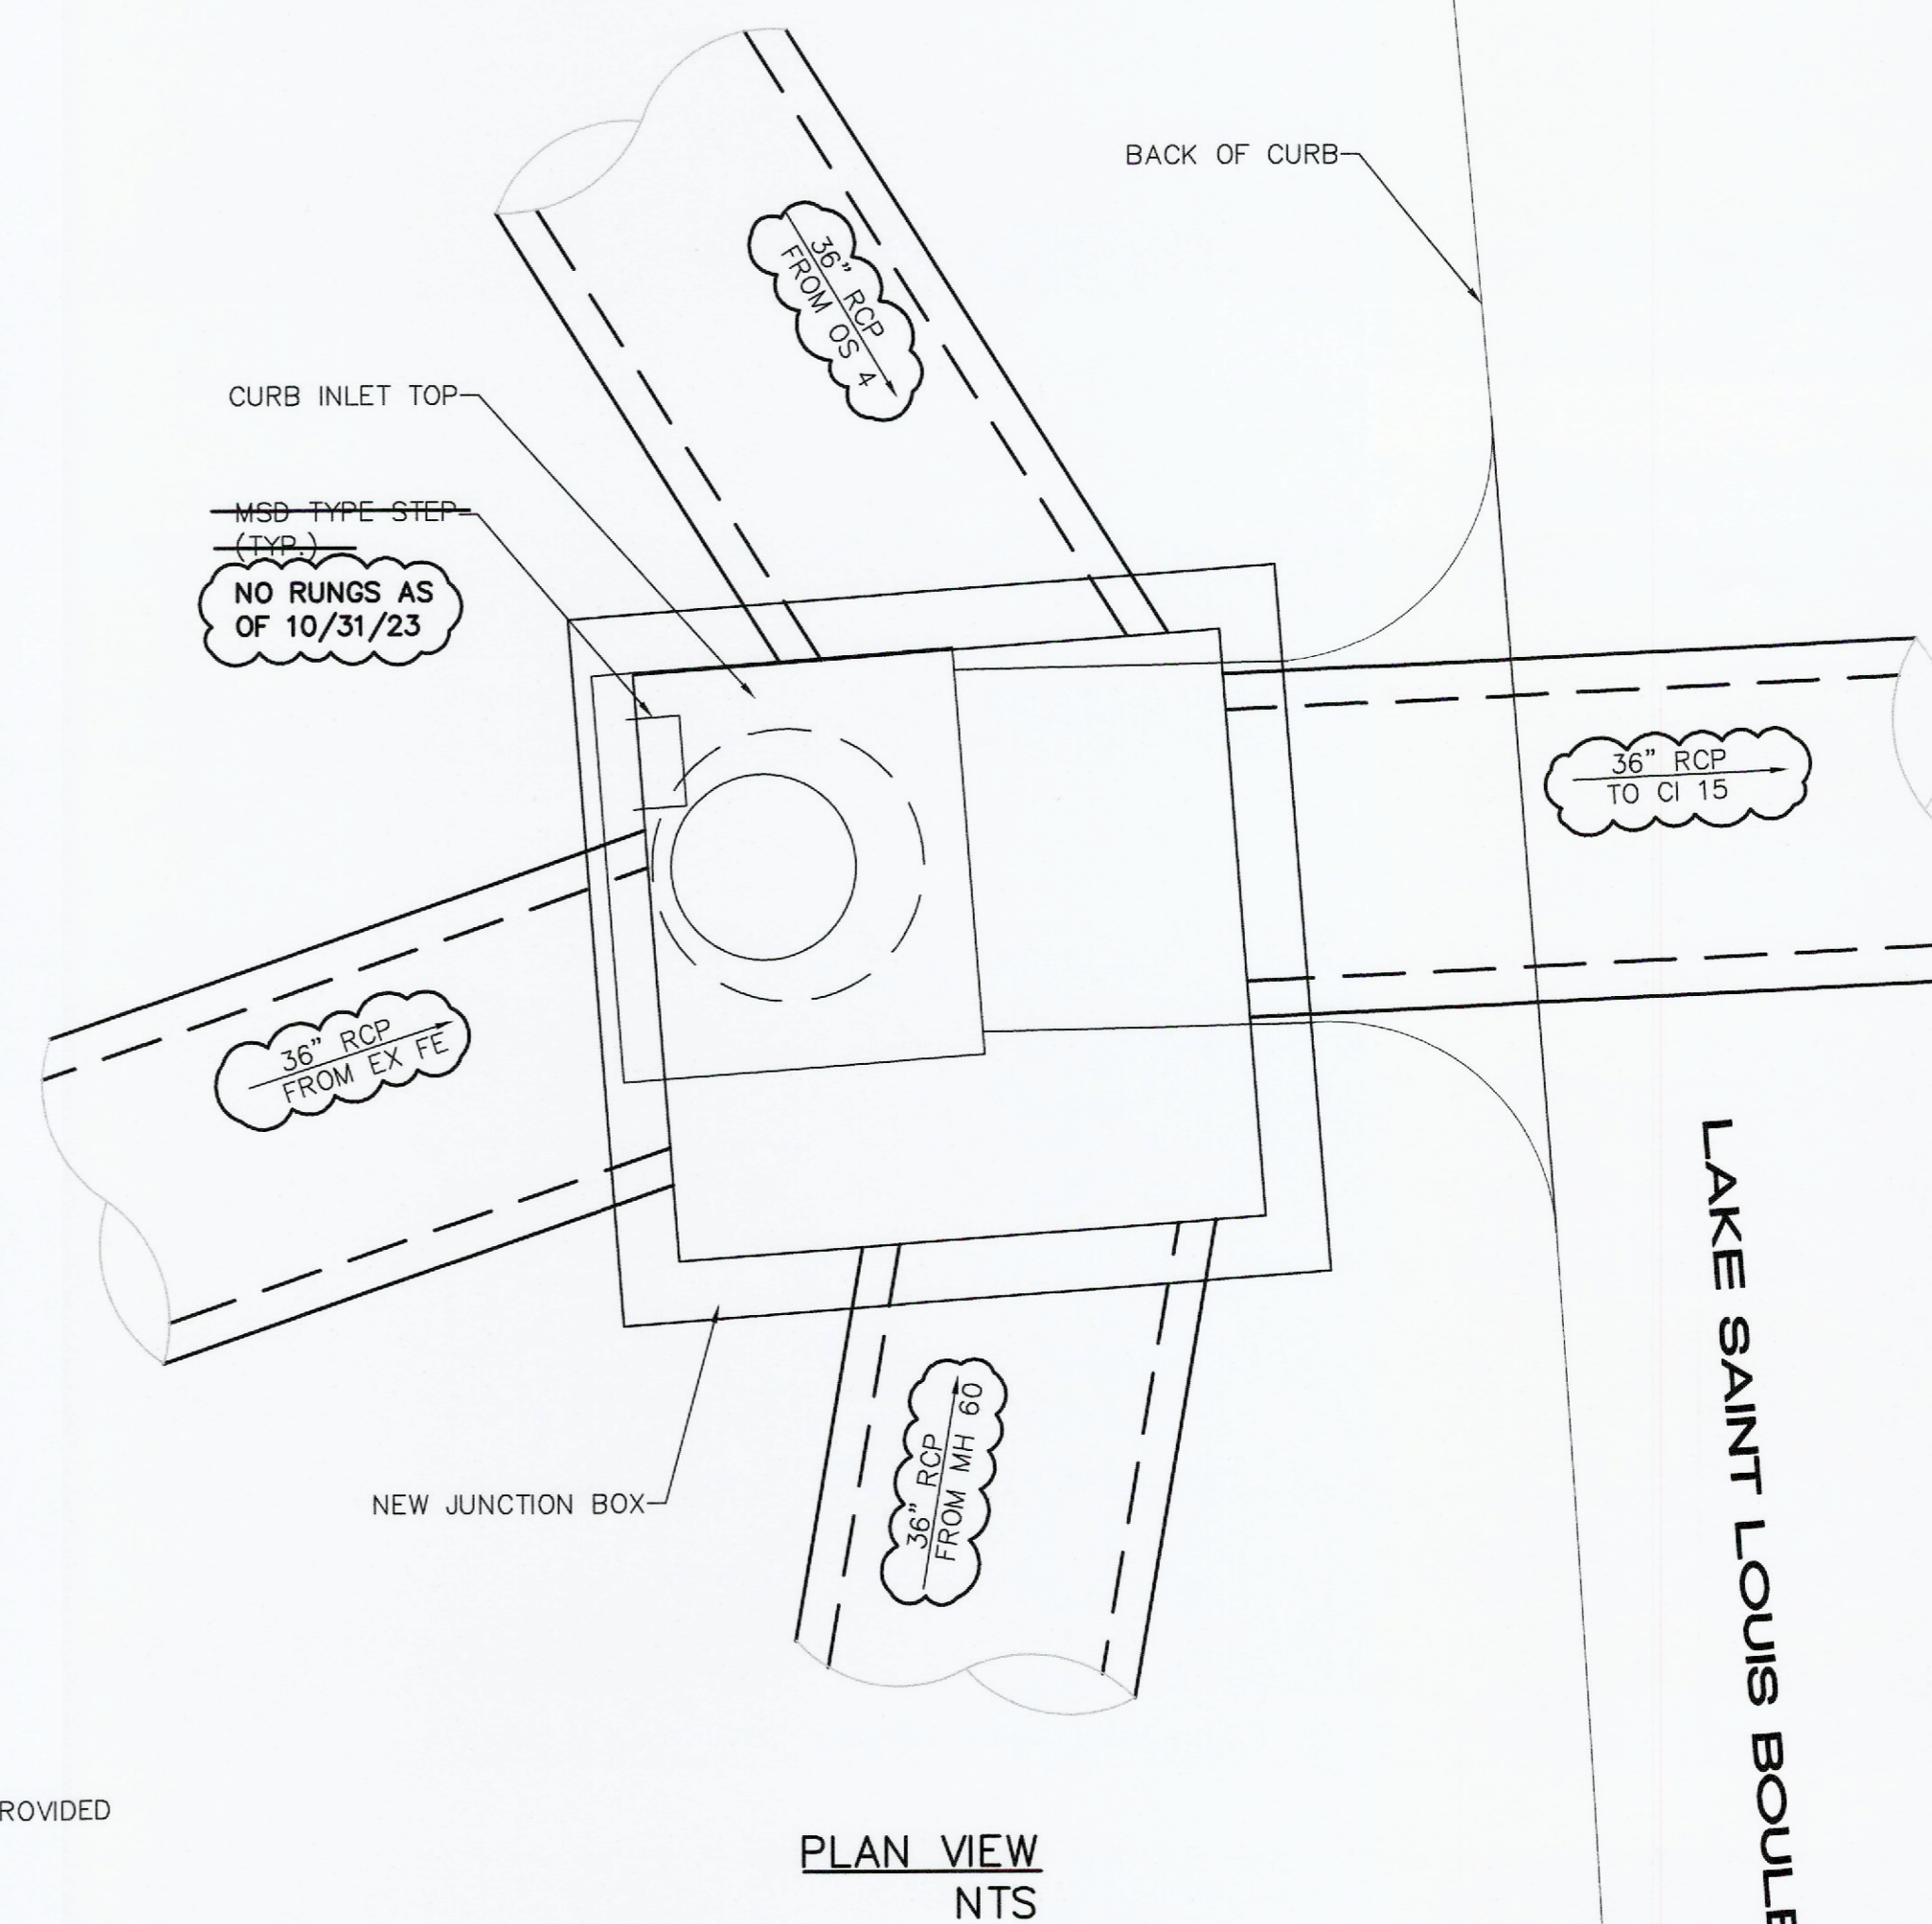 BACK OF CURB
36" RCP
FROM OS 4
CURB INLET TOP
MSD TYPE STEP
(TYP.)
NO RUNGS AS
OF 10/31/23
36" RCP
TO CI 15
36" RCP
FROM EX FE
LAKE SAINT LOUIS BOULE
36" RCP
FROM MH 60
NEW JUNCTION BOX
ROVIDED
PLAN VIEW
NTS